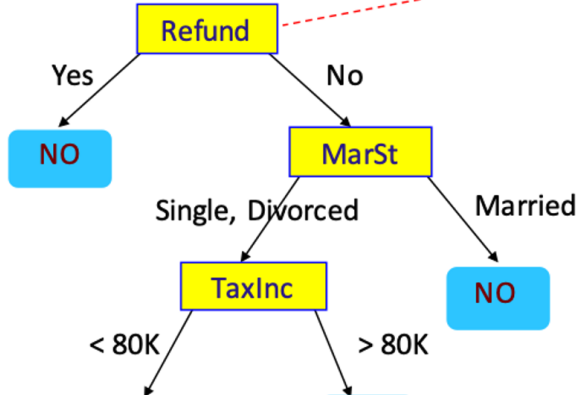 Refund
Yes
No
NO
MarSt
Single, Divorced
Married
TaxInc
NO
< 80K
> 80K